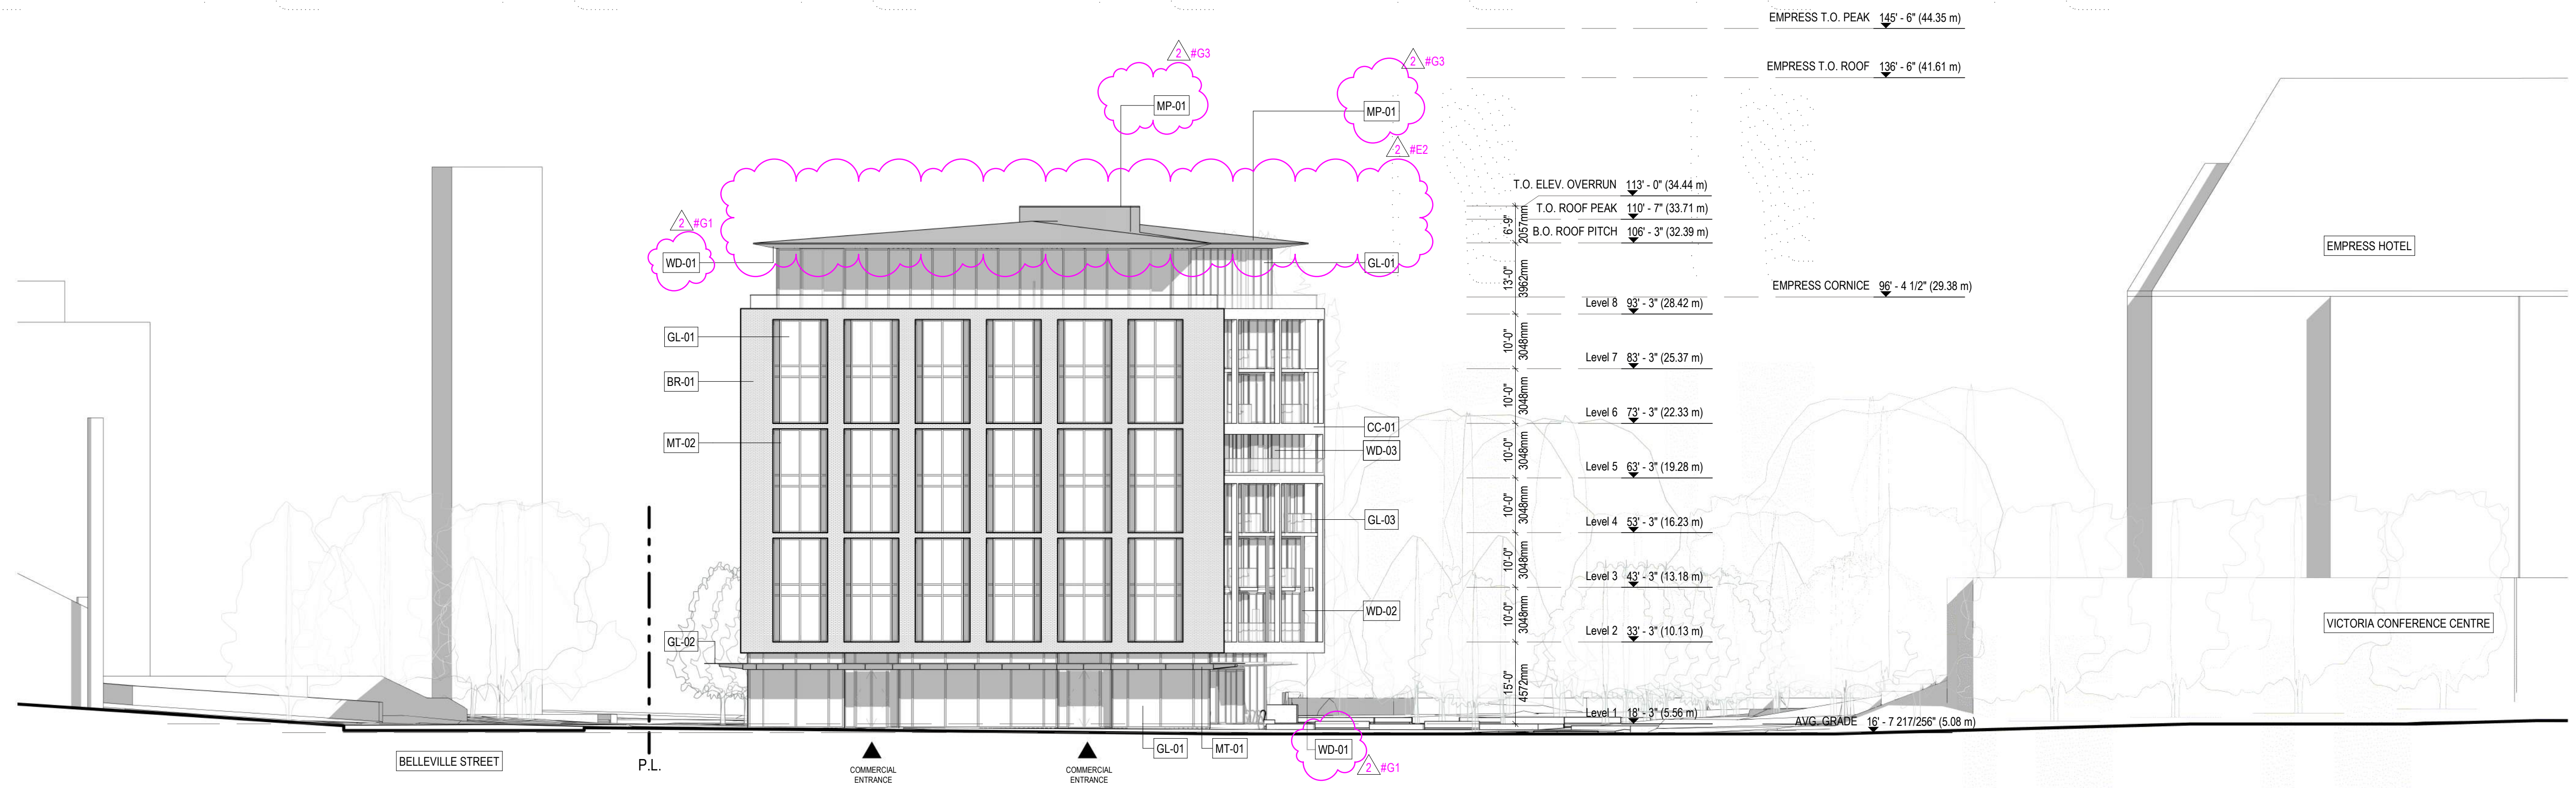 EMPRESS T.O. PEAK 145' - 6" (44.35 m)
EMPRESS T.O. ROOF 136' - 6" (41.61 m)
2 #G3
2 #G3
MP-01
MP-01
2 #E2
T.O. ELEV. OVERRUN 113' - 0" (34.44 m)
T.O. ROOF PEAK 110' - 7" (33.71 m)
B.O. ROOF PITCH 106' - 3" (32.39 m)
6'-9"
2057mm
2 #G1
WD-01
GL-01
EMPRESS HOTEL
13'-0"
3962mm
EMPRESS CORNICE 96' - 4 1/2" (29.38 m)
Level 8 93' - 3" (28.42 m)
GL-01
10'-0"
3048mm
Level 7 83' - 3" (25.37 m)
BR-01
10'-0"
3048mm
Level 6 73' - 3" (22.33 m)
MT-02
CC-01
WD-03
10'-0"
3048mm
Level 5 63' - 3" (19.28 m)
GL-03
10'-0"
3048mm
Level 4 53' - 3" (16.23 m)
10'-0"
3048mm
Level 3 43' - 3" (13.18 m)
WD-02
10'-0"
3048mm
Level 2 33' - 3" (10.13 m)
VICTORIA CONFERENCE CENTRE
GL-02
15'-0"
4572mm
Level 1 18' - 3" (5.56 m)
AVG. GRADE 16' - 7 217/256" (5.08 m)
BELLEVILLE STREET
P.L.
COMMERCIAL
ENTRANCE
COMMERCIAL
ENTRANCE
GL-01
MT-01
WD-01
2 #G1